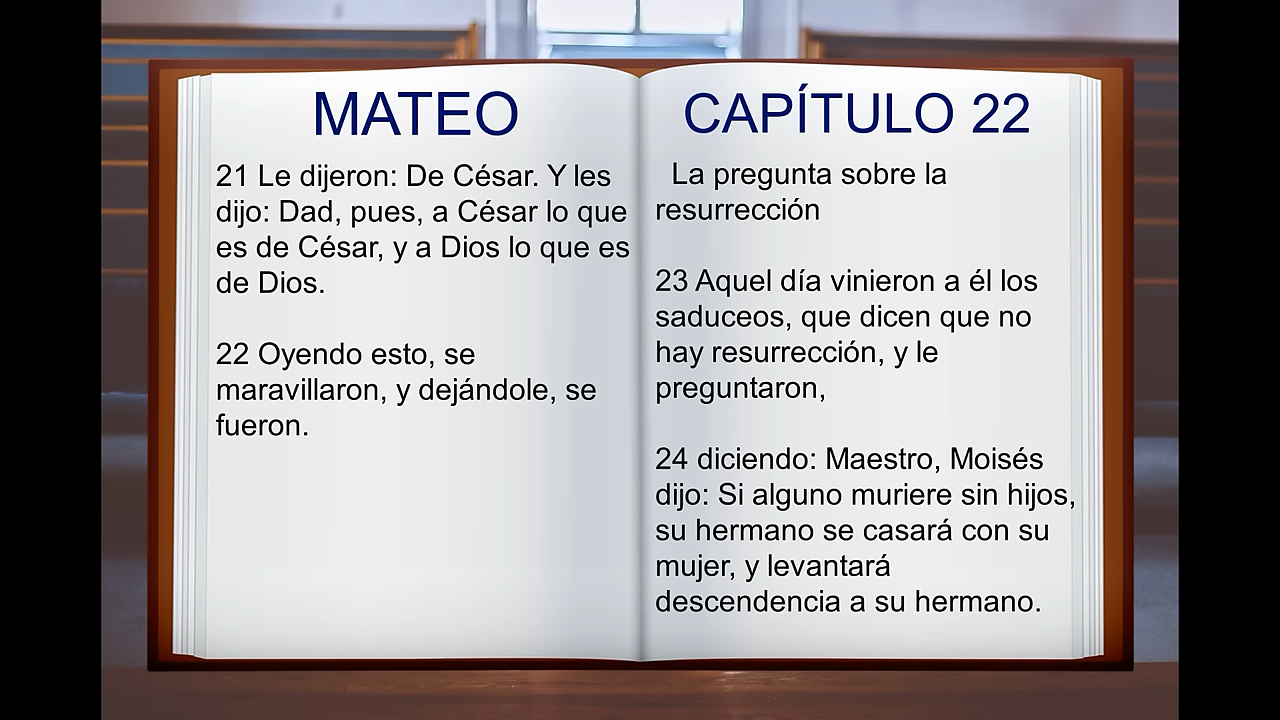 MATEO
21 Le dijeron: De César. Y les
dijo: Dad, pues, a César lo que
es de César, y a Dios lo que es
de Dios.
22 Oyendo esto, se
maravillaron, y dejándole, se
fueron.
CAPÍTULO 22
La pregunta sobre la
resurrección
23 Aquel día vinieron a él los
saduceos, que dicen que no
hay resurrección, y le
preguntaron,
24 diciendo: Maestro, Moisés
dijo: Si alguno muriere sin hijos,
su hermano se casará con su
mujer, y levantará
descendencia a su hermano.